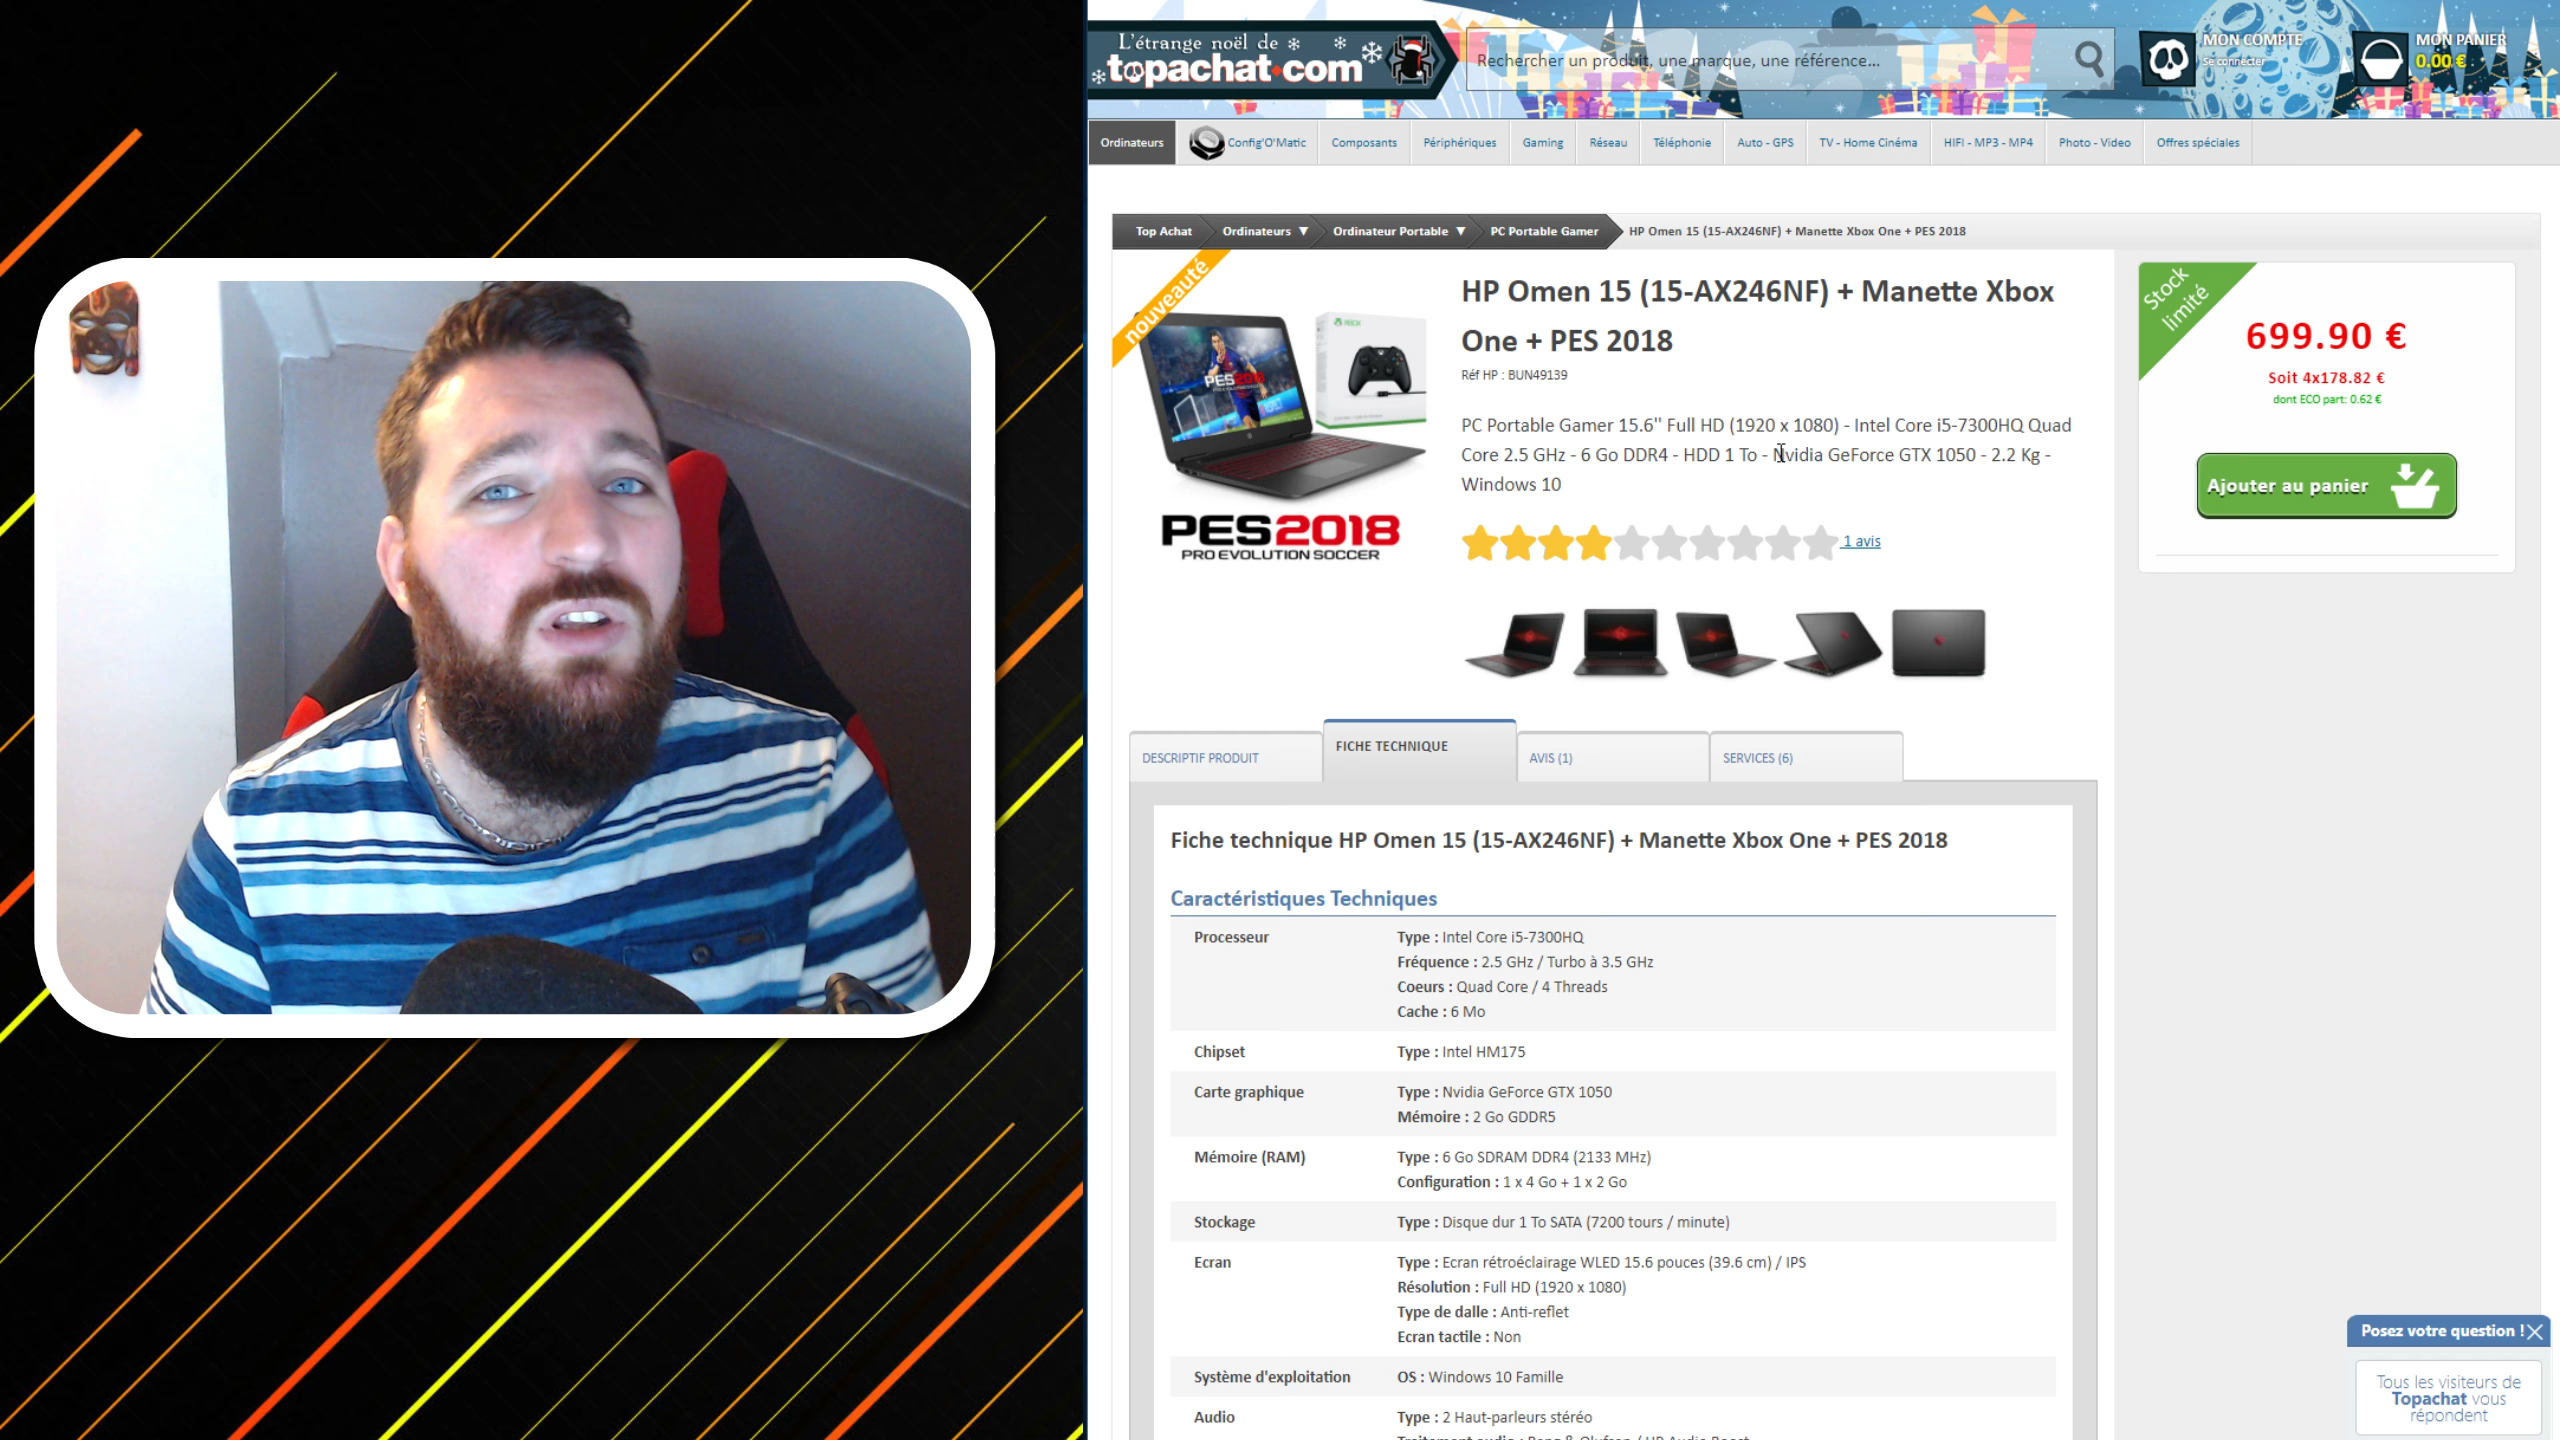 L'étrange noël de
topachat.com
Rechercher un produit, une marque, une référence...
MON COMPTE
Se connecter
MON PANIER
0.00 €
Ordinateurs
Config'O'Matic
Composants
Périphériques
Gaming
Réseau
Téléphonie
Auto - GPS
TV - Home Cinéma
HIFI - MP3 - MP4
Photo - Video
Offres spéciales
Top Achat
Ordinateurs ▼
Ordinateur Portable ▼
PC Portable Gamer
HP Omen 15 (15-AX246NF) + Manette Xbox One + PES 2018
nouveauté
XBOX
PES2018
PES2018
PRO EVOLUTION SOCCER
HP Omen 15 (15-AX246NF) + Manette Xbox
One + PES 2018
Réf HP : BUN49139
PC Portable Gamer 15.6'' Full HD (1920 x 1080) - Intel Core i5-7300HQ Quad
Core 2.5 GHz - 6 Go DDR4 - HDD 1 To - Nvidia GeForce GTX 1050 - 2.2 Kg -
Windows 10
1 avis
Stock
limité
699.90 €
Soit 4x178.82 €
dont ECO part: 0.62 €
Ajouter au panier
DESCRIPTIF PRODUIT
FICHE TECHNIQUE
AVIS (1)
SERVICES (6)
Fiche technique HP Omen 15 (15-AX246NF) + Manette Xbox One + PES 2018
Caractéristiques Techniques
Processeur
Type : Intel Core i5-7300HQ
Fréquence : 2.5 GHz / Turbo à 3.5 GHz
Coeurs : Quad Core / 4 Threads
Cache : 6 Mo
Chipset
Type : Intel HM175
Carte graphique
Type : Nvidia GeForce GTX 1050
Mémoire : 2 Go GDDR5
Mémoire (RAM)
Type : 6 Go SDRAM DDR4 (2133 MHz)
Configuration : 1 x 4 Go + 1 x 2 Go
Stockage
Type : Disque dur 1 To SATA (7200 tours / minute)
Ecran
Type : Ecran rétroéclairage WLED 15.6 pouces (39.6 cm) / IPS
Résolution : Full HD (1920 x 1080)
Type de dalle : Anti-reflet
Ecran tactile : Non
Système d'exploitation
OS : Windows 10 Famille
Audio
Type : 2 Haut-parleurs stéréo
Traitement audio : Bang & Olufsen / HP Audio Boost
Posez votre question !
Tous les visiteurs de
Topachat vous
répondent